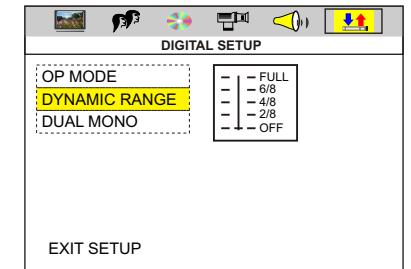 DIGITAL SETUP
OP MODE
DYNAMIC RANGE
DUAL MONO
FULL
6/8
4/8
2/8
OFF
EXIT SETUP